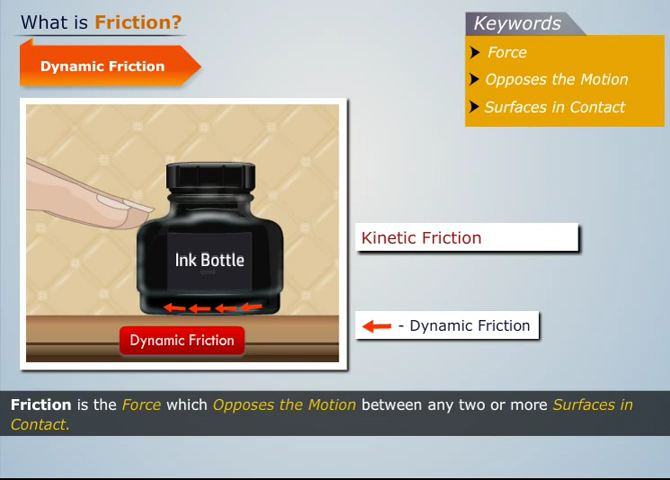 What is Friction?
Dynamic Friction
Keywords
Force
Opposes the Motion
Surfaces in Contact
Ink Bottle
Kinetic Friction
- Dynamic Friction
Dynamic Friction
Friction is the Force which Opposes the Motion between any two or more Surfaces in
Contact.